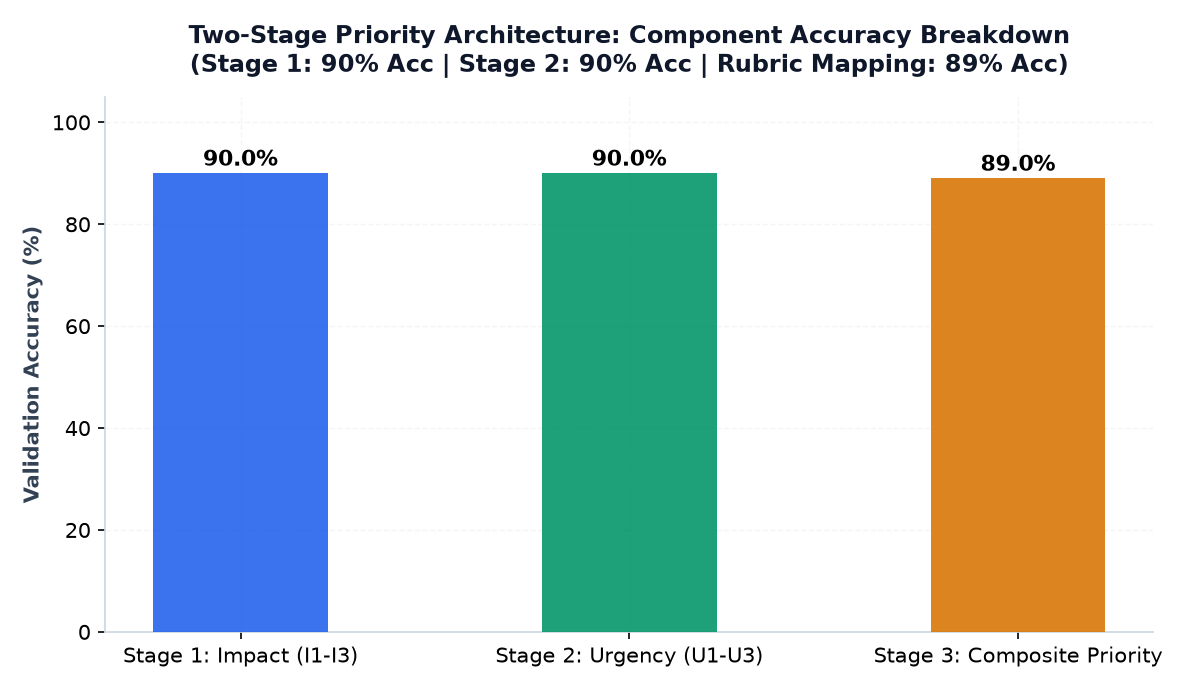 Two-Stage Priority Architecture: Component Accuracy Breakdown
(Stage 1: 90% Acc | Stage 2: 90% Acc | Rubric Mapping: 89% Acc)
Validation Accuracy (%)
100
80
60
40
20
0
90.0%
90.0%
89.0%
Stage 1: Impact (I1-I3)
Stage 2: Urgency (U1-U3)
Stage 3: Composite Priority